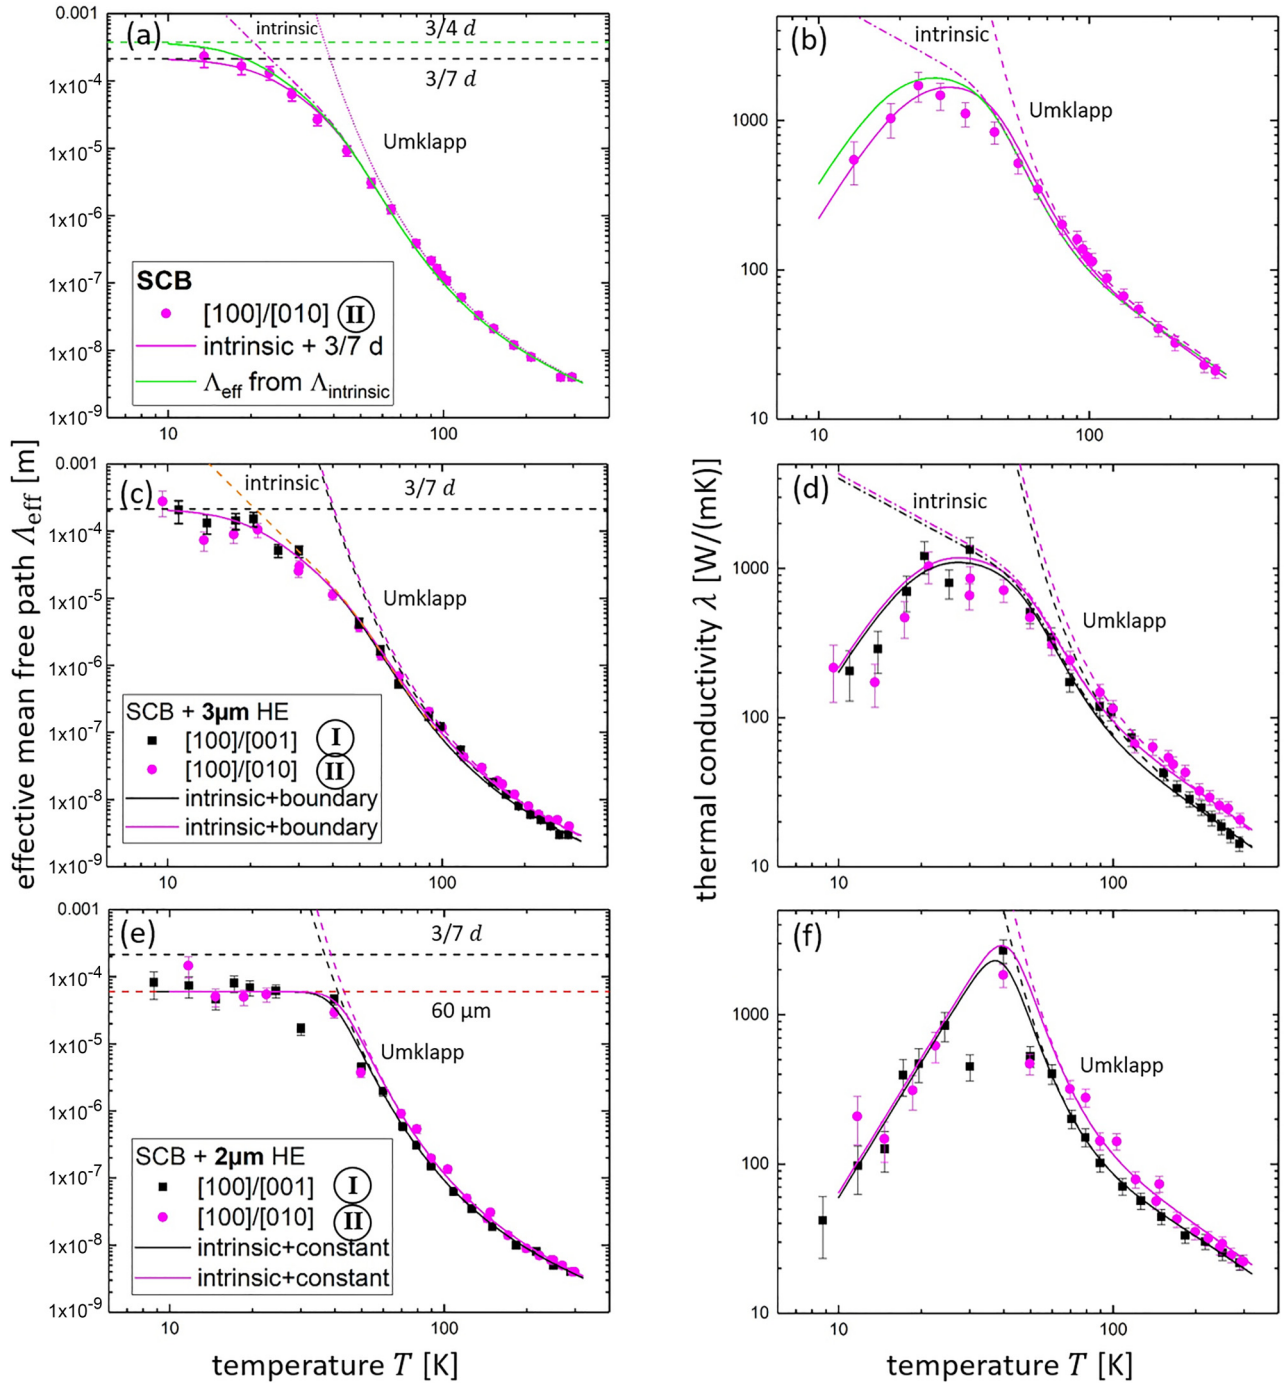 0.001
1x10⁻⁴
1x10⁻⁵
1x10⁻⁶
1x10⁻⁷
1x10⁻⁸
1x10⁻⁹
(a)
intrinsic
3/4 d
3/7 d
Umklapp
SCB
[100]/[010] II
intrinsic + 3/7 d
Λeff from Λintrinsic
10
100
(b)
intrinsic
Umklapp
1000
100
10
10
100
effective mean free path Λeff [m]
0.001
1x10⁻⁴
1x10⁻⁵
1x10⁻⁶
1x10⁻⁷
1x10⁻⁸
1x10⁻⁹
(c)
intrinsic
3/7 d
Umklapp
SCB + 3µm HE
[100]/[001] I
[100]/[010] II
intrinsic+boundary
intrinsic+boundary
10
100
thermal conductivity λ [W/(mK)]
(d)
intrinsic
Umklapp
1000
100
10
10
100
0.001
1x10⁻⁴
1x10⁻⁵
1x10⁻⁶
1x10⁻⁷
1x10⁻⁸
1x10⁻⁹
(e)
3/7 d
60 µm
Umklapp
SCB + 2µm HE
[100]/[001] I
[100]/[010] II
intrinsic+constant
intrinsic+constant
10
100
temperature T [K]
(f)
Umklapp
1000
100
10
10
100
temperature T [K]